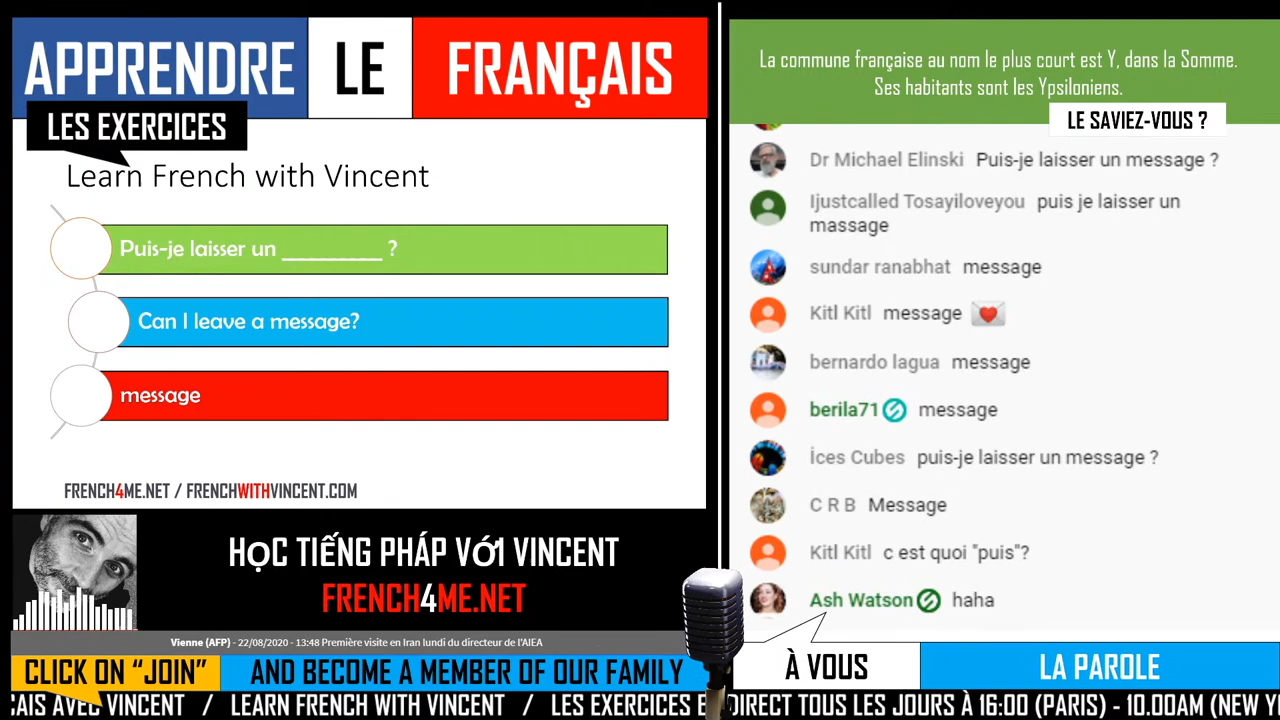 APPRENDRE LE FRANÇAIS
LES EXERCICES
Learn French with Vincent
Puis-je laisser un __________ ?
Can I leave a message?
message
FRENCH4ME.NET / FRENCHWITHVINCENT.COM
HỌC TIẾNG PHÁP VỚI VINCENT
FRENCH4ME.NET
Vienne (AFP) - 22/08/2020 - 13:48 Première visite en Iran lundi du directeur de l'AIEA
CLICK ON “JOIN” AND BECOME A MEMBER OF OUR FAMILY
La commune française au nom le plus court est Y, dans la Somme.
Ses habitants sont les Ypsiloniens.
LE SAVIEZ-VOUS ?
Dr Michael Elinski Puis-je laisser un message ?
Ijustcalled Tosayiloveyou puis je laisser un
massage
sundar ranabhat message
Kitl Kitl message
bernardo lagua message
berila71 message
İces Cubes puis-je laisser un message ?
C R B Message
Kitl Kitl c est quoi "puis"?
Ash Watson haha
À VOUS LA PAROLE
CAIS AVEC VINCENT / LEARN FRENCH WITH VINCENT / LES EXERCICES E DIRECT TOUS LES JOURS À 16:00 (PARIS) - 10.00AM (NEW Y